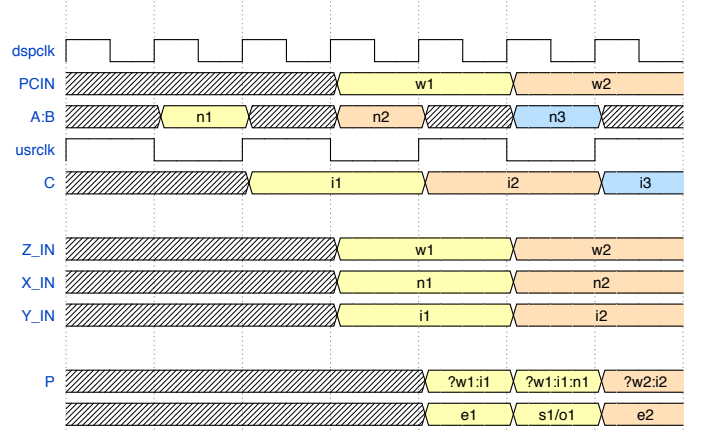 dspclk
PCIN w1 w2
A:B n1 n2 n3
usrclk
C i1 i2 i3
Z_IN w1 w2
X_IN n1 n2
Y_IN i1 i2
P ?w1:i1 ?w1:i1:n1 ?w2:i2
e1 s1/o1 e2